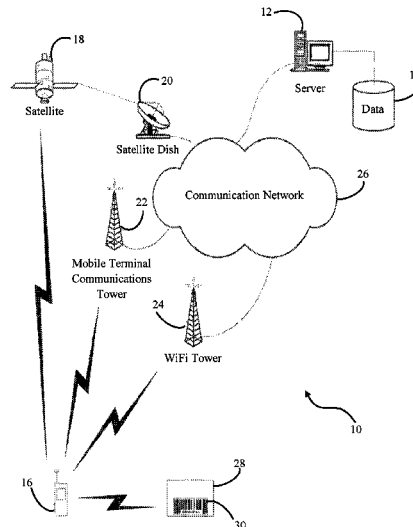 18
12
20
Satellite
Server
Satellite Dish
Data
Communication Network
26
22
Mobile Terminal
Communications
Tower
24
WiFi Tower
10
28
16
30